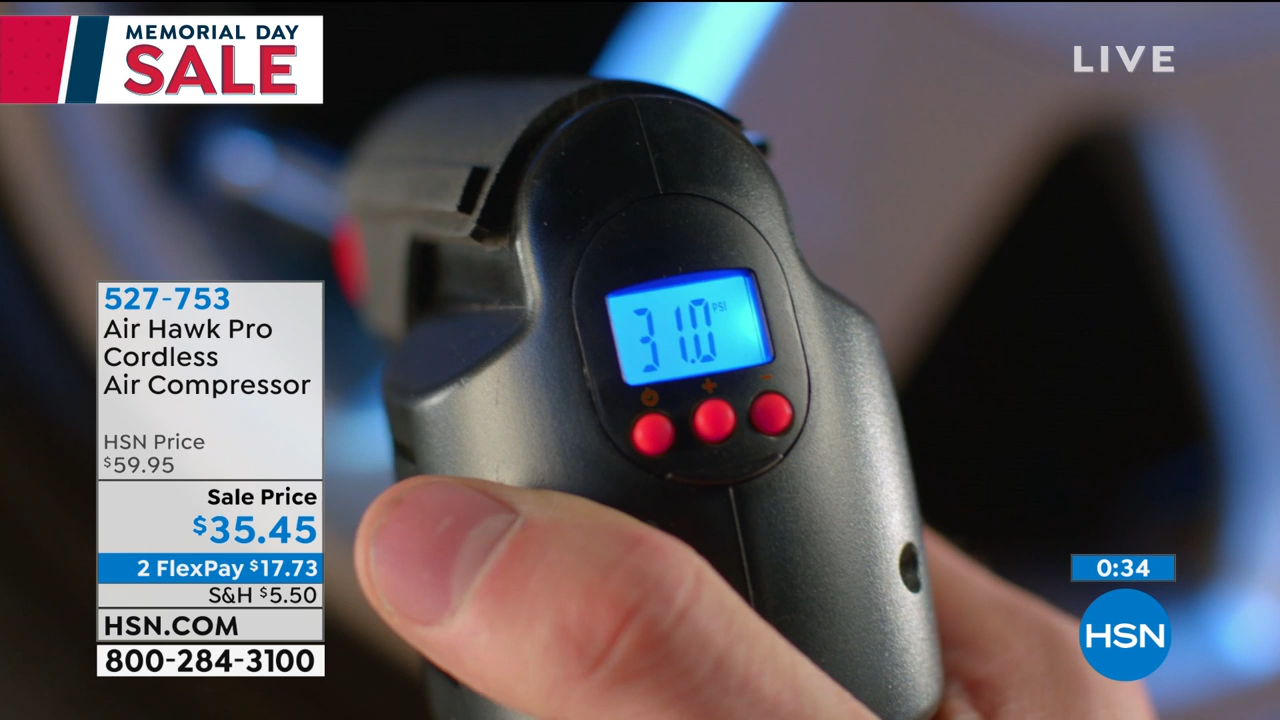 MEMORIAL DAY
SALE
LIVE
527-753
Air Hawk Pro
Cordless
Air Compressor
HSN Price
$59.95
Sale Price
$35.45
2 FlexPay $17.73
S&H $5.50
HSN.COM
800-284-3100
31.0 PSI
+
-
0:34
HSN